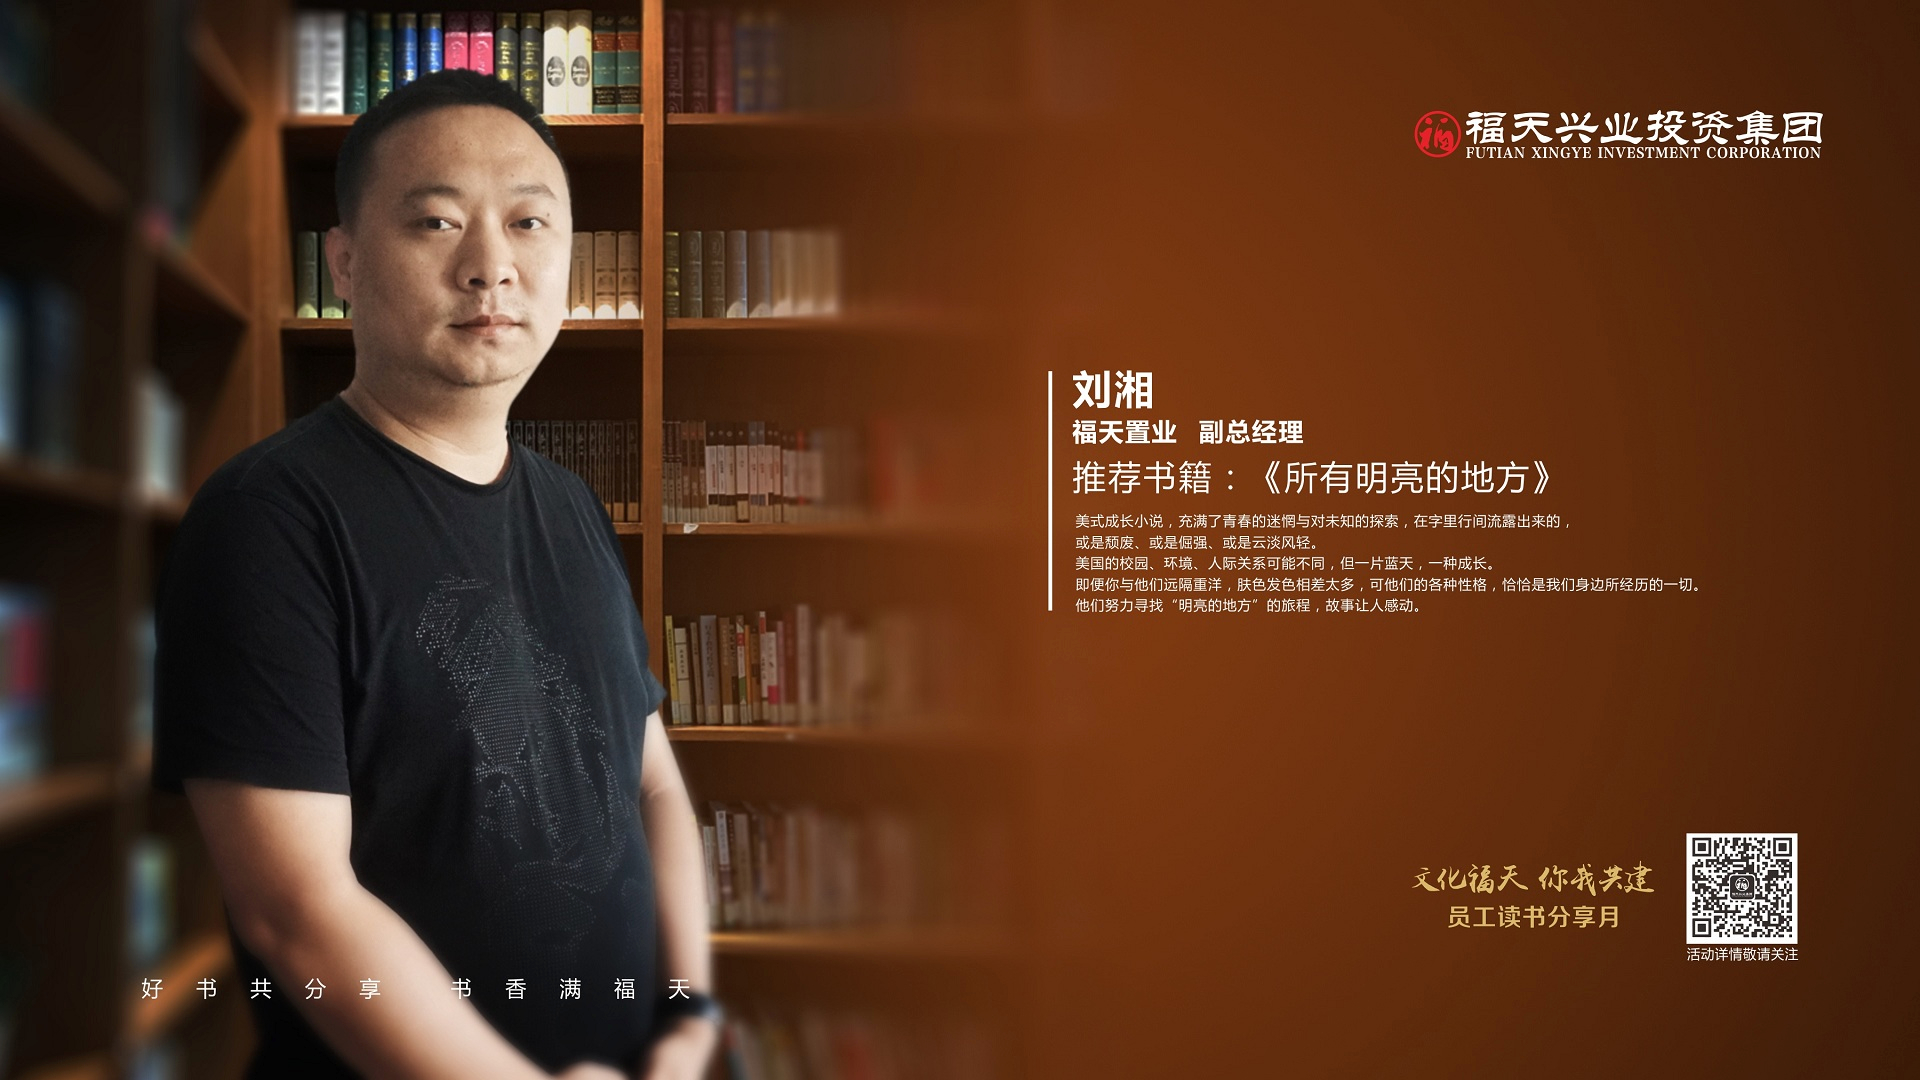 福天兴业投资集团
FUTIAN XINGYE INVESTMENT CORPORATION
刘湘
福天置业 副总经理
推荐书籍：《所有明亮的地方》
美式成长小说，充满了青春的迷惘与对未知的探索，在字里行间流露出来的，
或是颓废、或是倔强、或是云淡风轻。
美国的校园、环境、人际关系可能不同，但一片蓝天，一种成长。
即便你与他们远隔重洋，肤色发色相差太多，可他们的各种性格，恰恰是我们身边所经历的一切。
他们努力寻找“明亮的地方”的旅程，故事让人感动。
文化福天 你我共建
员工读书分享月
活动详情敬请关注
好书共分享 书香满福天